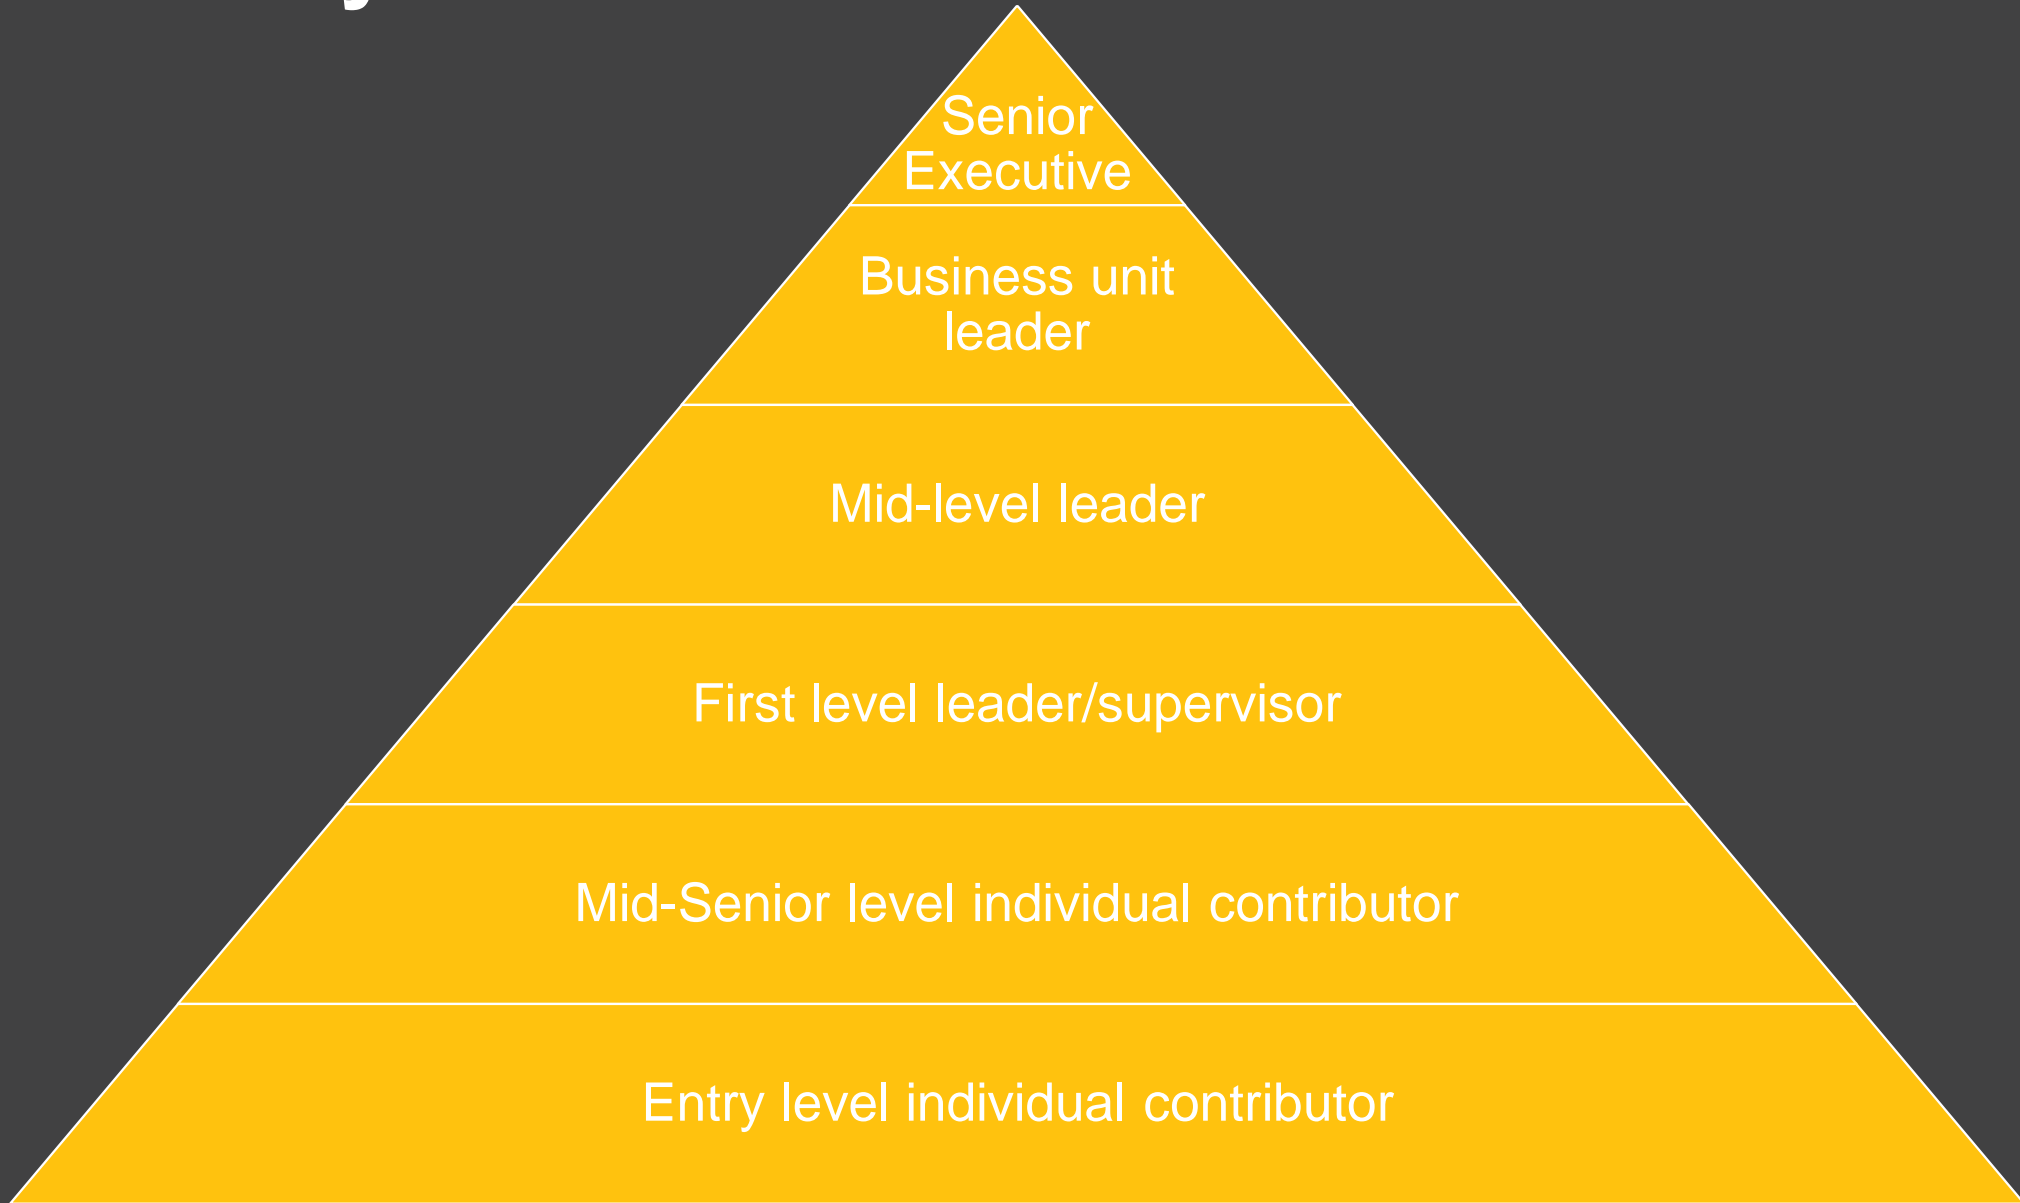 Senior
Executive
Business unit
leader
Mid-level leader
First level leader/supervisor
Mid-Senior level individual contributor
Entry level individual contributor